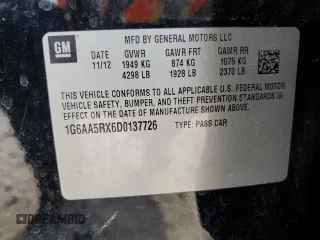 GM
MFD BY GENERAL MOTORS LLC
11/12 GVWR GAWR FRT GAWR RR
1949 KG 874 KG 1075 KG
4298 LB 1928 LB 2370 LB
THIS VEHICLE CONFORMS TO ALL APPLICABLE U.S. FEDERAL MOTOR
VEHICLE SAFETY, BUMPER, AND THEFT PREVENTION STANDARDS IN
EFFECT ON THE DATE OF MANUFACTURE SHOWN ABOVE.
1G6AA5RX6D0137726 TYPE: PASS CAR
DREAMBID